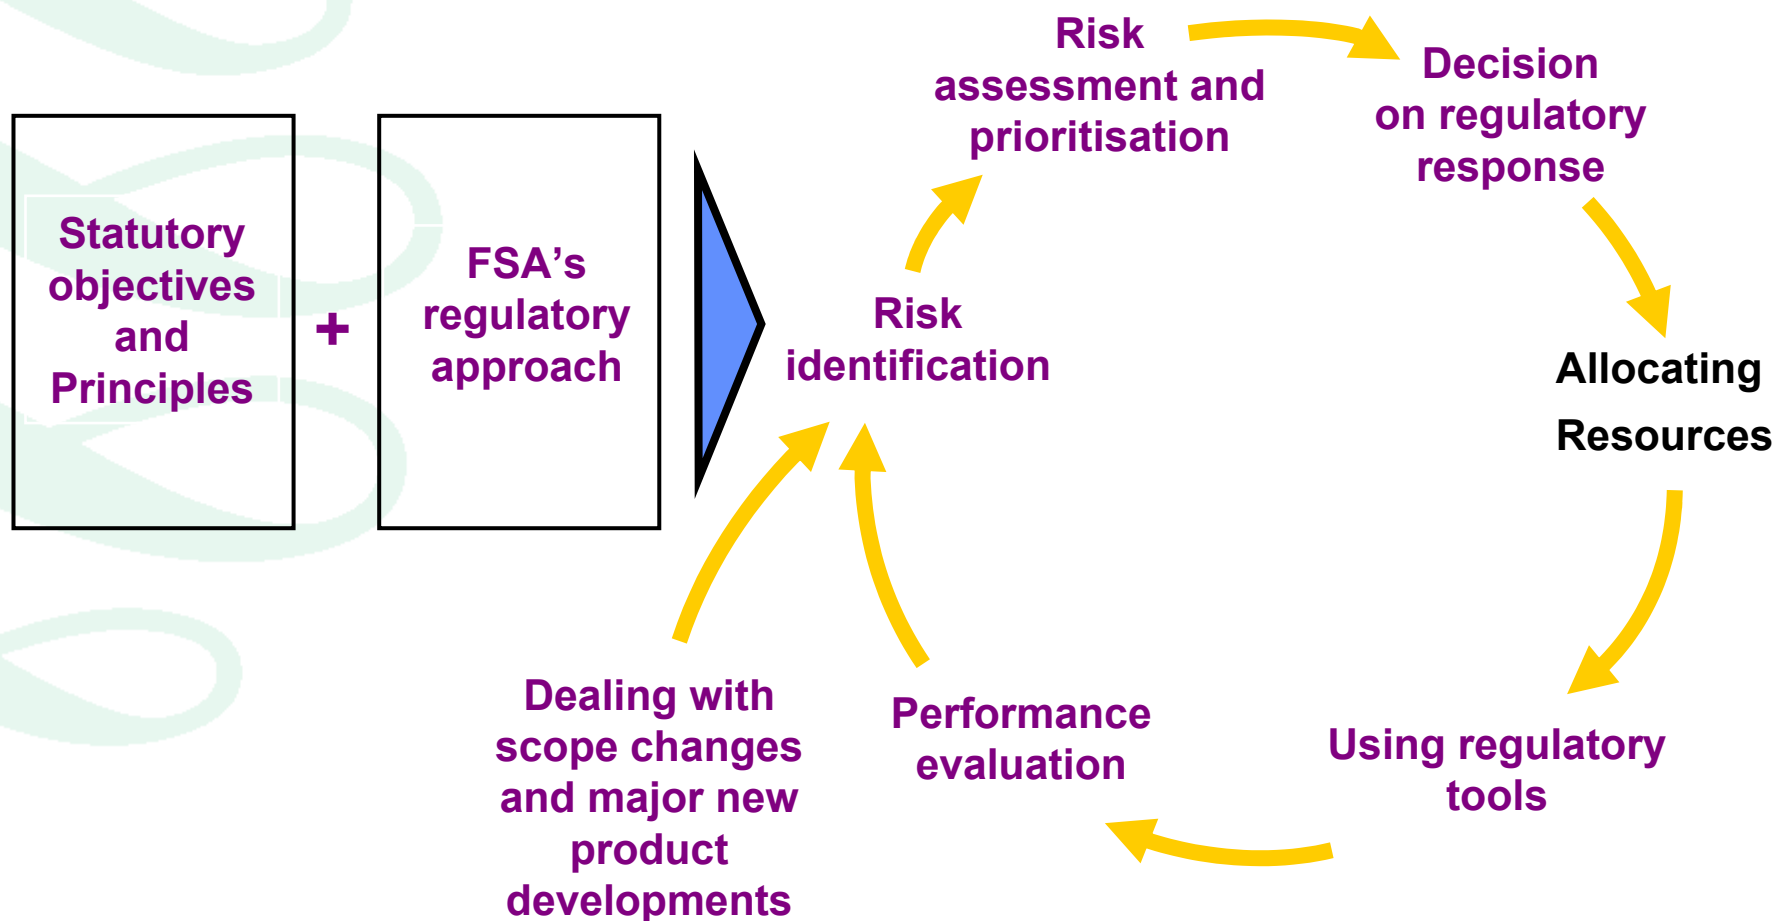 Statutory
objectives
and
Principles
+
FSA’s
regulatory
approach
Risk
identification
Risk
assessment and
prioritisation
Decision
on regulatory
response
Allocating
Resources
Using regulatory
tools
Performance
evaluation
Dealing with
scope changes
and major new
product
developments